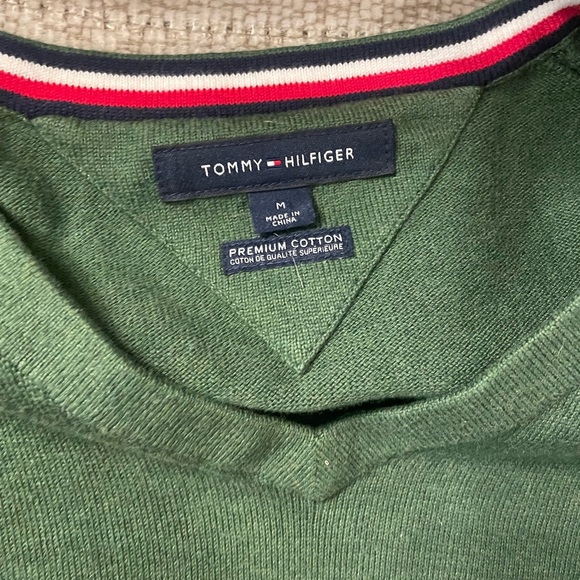 TOMMY HILFIGER
M
MADE IN
CHINA
PREMIUM COTTON
COTON DE QUALITÉ SUPÉRIEURE